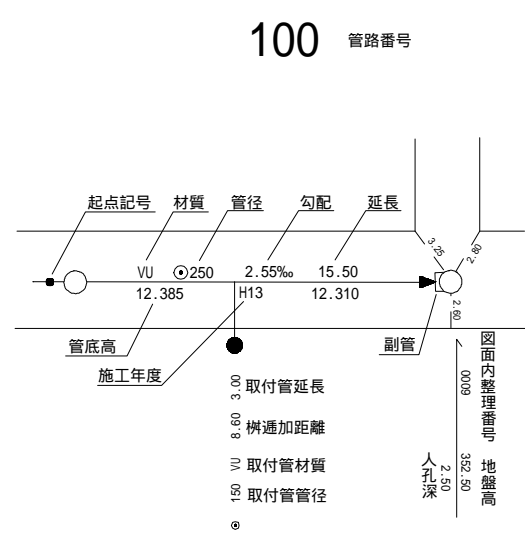 100 管路番号
起点記号 材質 管径 勾配 延長
3.25 2.80
VU 250 2.55‰ 15.50
12.385 H13 12.310
2.60
管底高 施工年度 副管
3.00 取付管延長
8.60 桝逓加距離
VU 取付管材質
150 取付管管径
図面内整理番号 地盤高
0009 352.50
2.50
人孔深